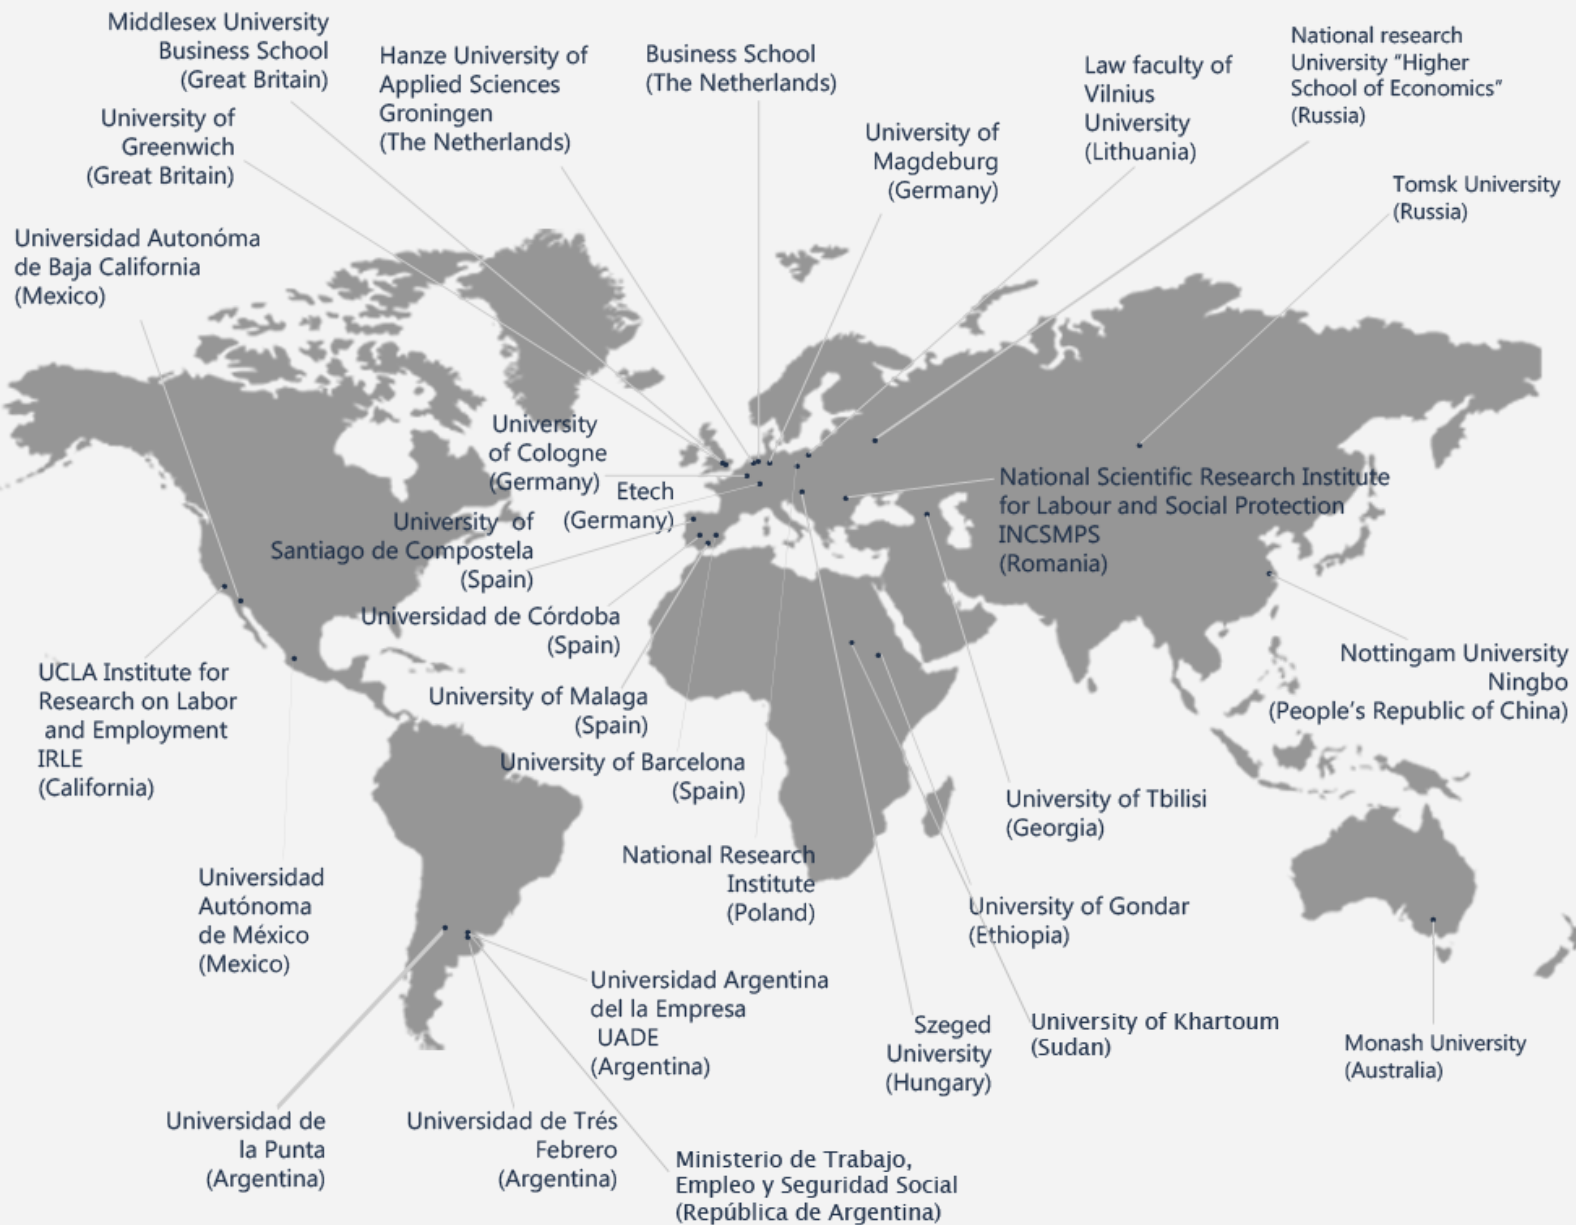 Middlesex University
Business School
(Great Britain)
Hanze University of
Applied Sciences
Groningen
(The Netherlands)
Business School
(The Netherlands)
Law faculty of
Vilnius
University
(Lithuania)
National research
University "Higher
School of Economics"
(Russia)
University of
Greenwich
(Great Britain)
University of
Magdeburg
(Germany)
Tomsk University
(Russia)
Universidad Autonóma
de Baja California
(Mexico)
University
of Cologne
(Germany)
Etech
(Germany)
National Scientific Research Institute
for Labour and Social Protection
INCSMPS
(Romania)
University of
Santiago de Compostela
(Spain)
Universidad de Córdoba
(Spain)
UCLA Institute for
Research on Labor
and Employment
IRLE
(California)
University of Malaga
(Spain)
Nottingam University
Ningbo
(People's Republic of China)
University of Barcelona
(Spain)
University of Tbilisi
(Georgia)
National Research
Institute
(Poland)
Universidad
Autónoma
de México
(Mexico)
University of Gondar
(Ethiopia)
Universidad Argentina
del la Empresa
UADE
(Argentina)
Szeged
University
(Hungary)
University of Khartoum
(Sudan)
Monash University
(Australia)
Universidad de
la Punta
(Argentina)
Universidad de Trés
Febrero
(Argentina)
Ministerio de Trabajo,
Empleo y Seguridad Social
(República de Argentina)